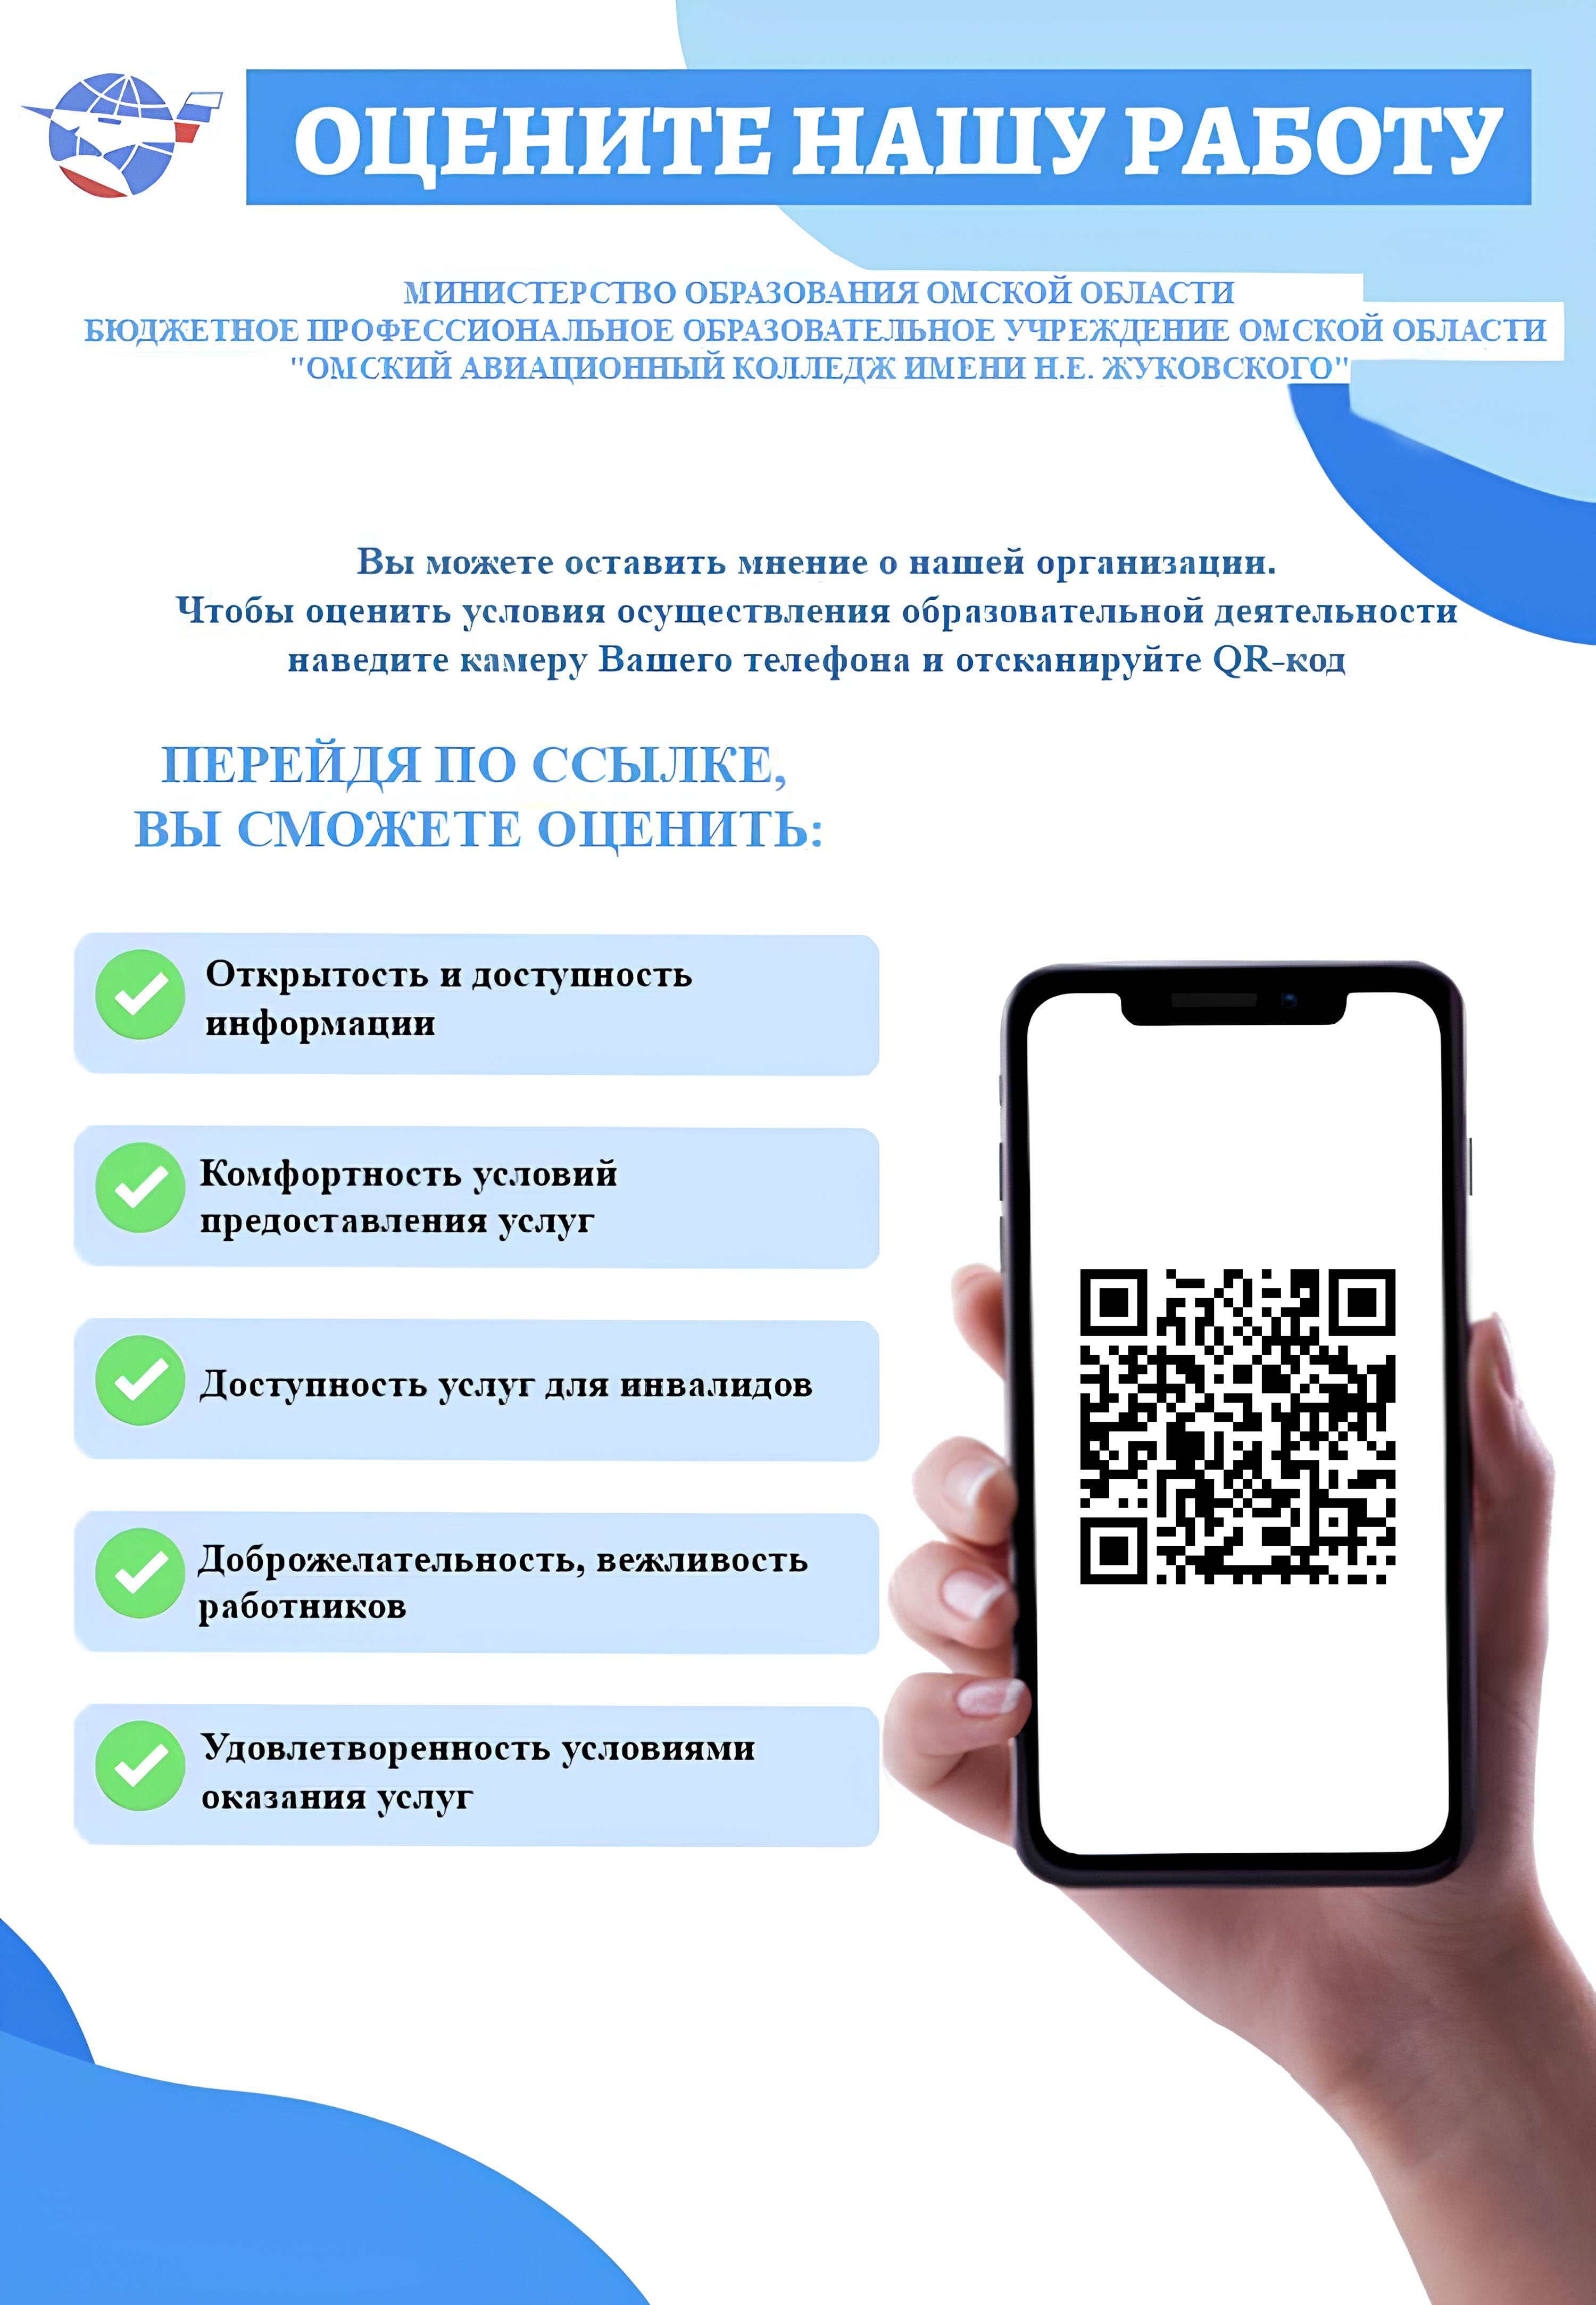 ОЦЕНИТЕ НАШУ РАБОТУ
МИНИСТЕРСТВО ОБРАЗОВАНИЯ ОМСКОЙ ОБЛАСТИ
БЮДЖЕТНОЕ ПРОФЕССИОНАЛЬНОЕ ОБРАЗОВАТЕЛЬНОЕ УЧРЕЖДЕНИЕ ОМСКОЙ ОБЛАСТИ
"ОМСКИЙ АВИАЦИОННЫЙ КОЛЛЕДЖ ИМЕНИ Н.Е. ЖУКОВСКОГО"
Вы можете оставить мнение о нашей организации.
Чтобы оценить условия осуществления образовательной деятельности
наведите камеру Вашего телефона и отсканируйте QR-код
ПЕРЕЙДЯ ПО ССЫЛКЕ,
ВЫ СМОЖЕТЕ ОЦЕНИТЬ:
Открытость и доступность
информации
Комфортность условий
предоставления услуг
Доступность услуг для инвалидов
Доброжелательность, вежливость
работников
Удовлетворенность условиями
оказания услуг